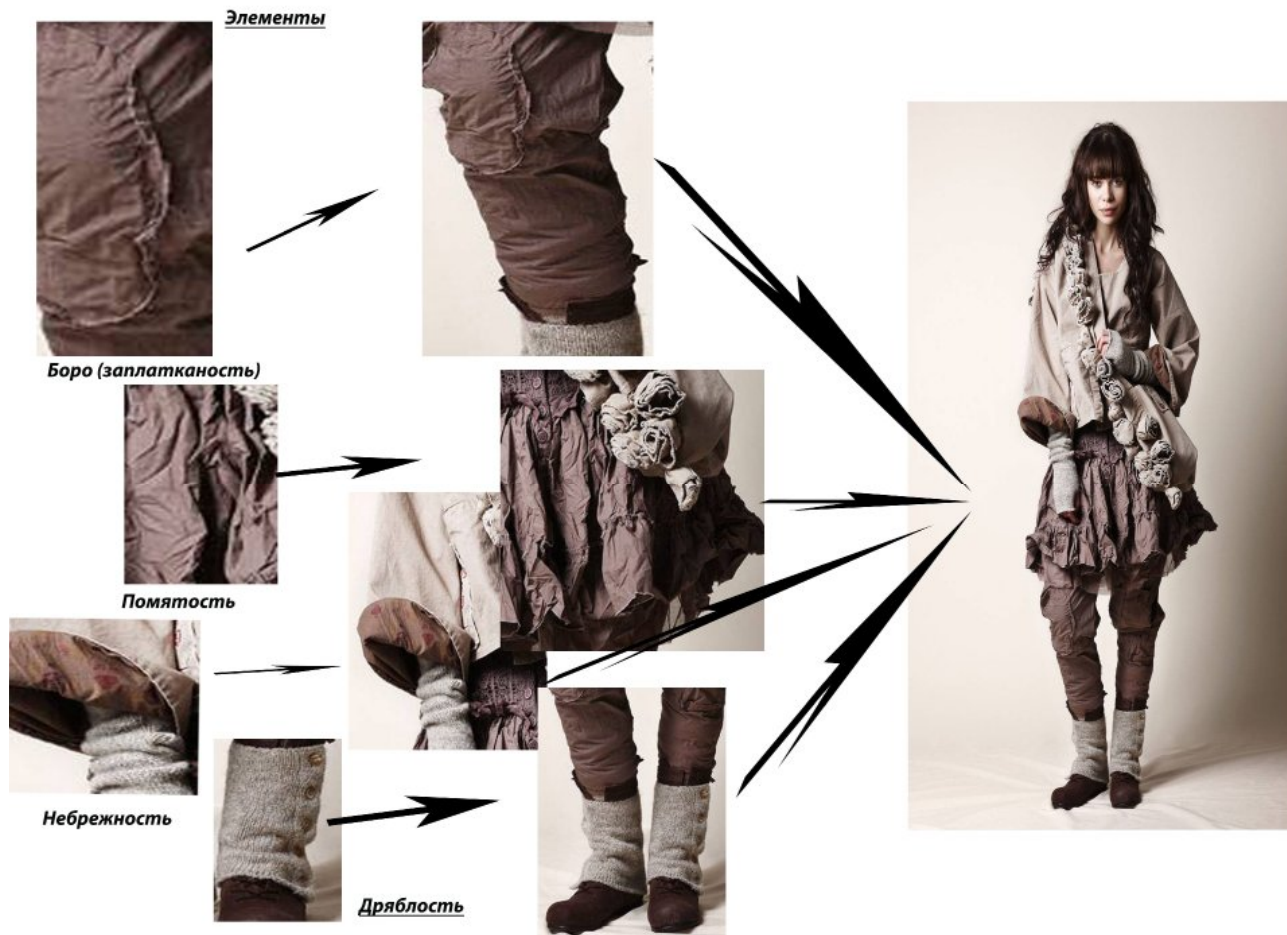 Элементы
Боро (заплатканость)
Помятость
Небрежность
Дряблость